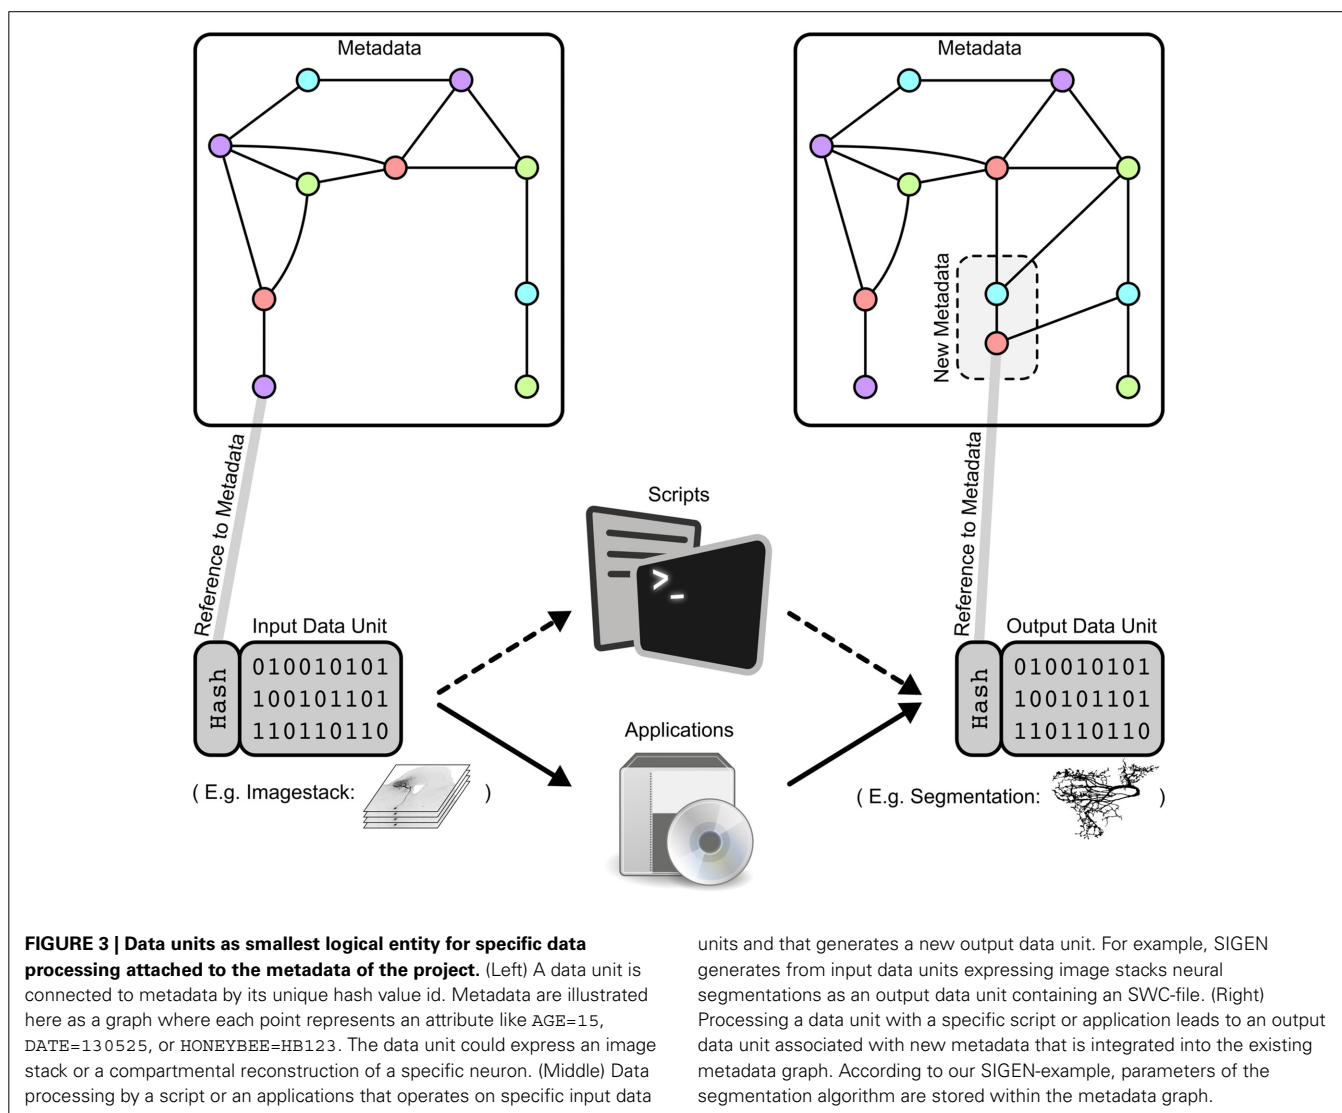 Metadata
Metadata
New Metadata
Reference to Metadata
Reference to Metadata
Scripts
>_
Input Data Unit
Output Data Unit
Hash
010010101
100101101
110110110
Hash
010010101
100101101
110110110
Applications
( E.g. Imagestack: )
( E.g. Segmentation: )
FIGURE 3 | Data units as smallest logical entity for specific data
processing attached to the metadata of the project. (Left) A data unit is
connected to metadata by its unique hash value id. Metadata are illustrated
here as a graph where each point represents an attribute like AGE=15,
DATE=130525, or HONEYBEE=HB123. The data unit could express an image
stack or a compartmental reconstruction of a specific neuron. (Middle) Data
processing by a script or an applications that operates on specific input data
units and that generates a new output data unit. For example, SIGEN
generates from input data units expressing image stacks neural
segmentations as an output data unit containing an SWC-file. (Right)
Processing a data unit with a specific script or application leads to an output
data unit associated with new metadata that is integrated into the existing
metadata graph. According to our SIGEN-example, parameters of the
segmentation algorithm are stored within the metadata graph.